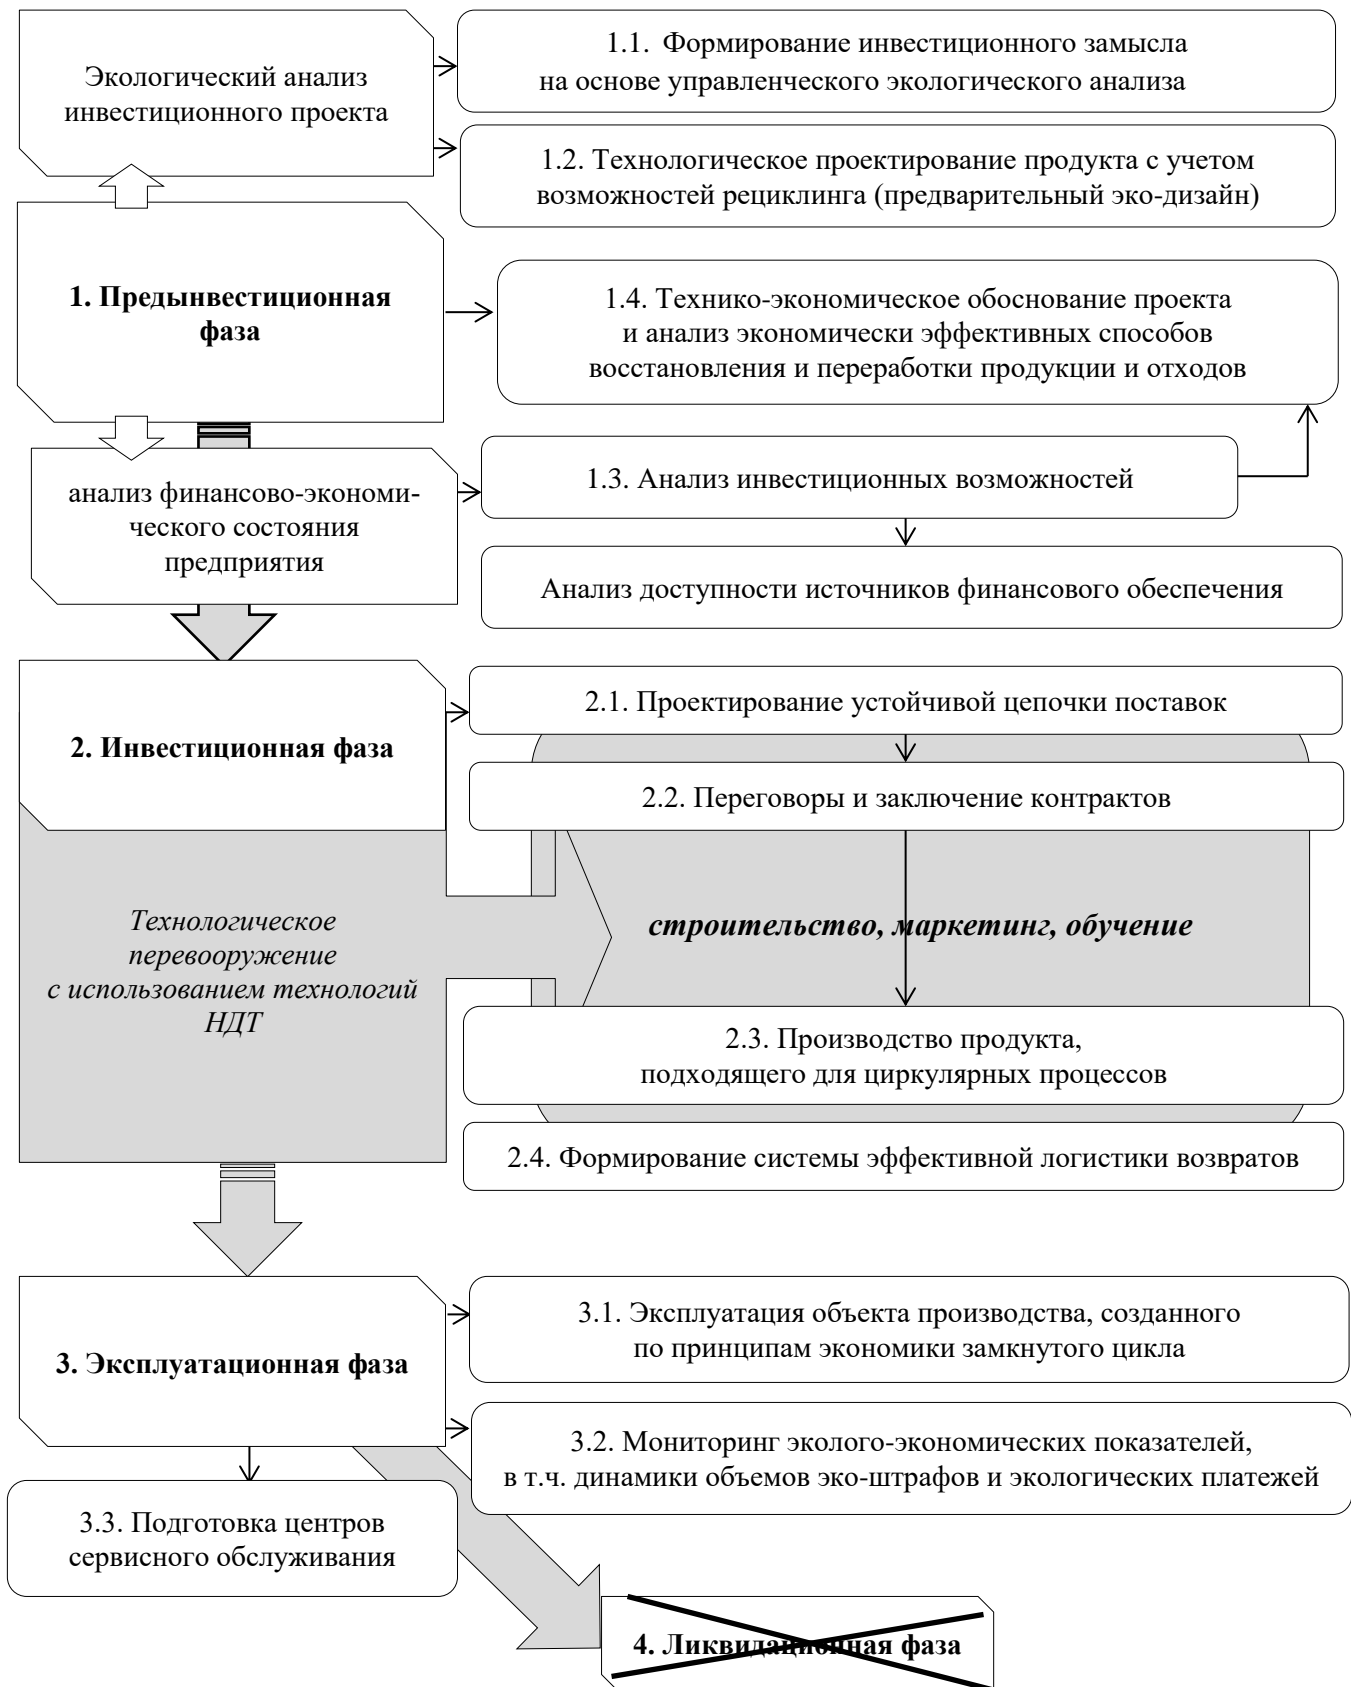 Экологический анализ
инвестиционного проекта
1.1. Формирование инвестиционного замысла
на основе управленческого экологического анализа
1.2. Технологическое проектирование продукта с учетом
возможностей рециклинга (предварительный эко-дизайн)
1. Предынвестиционная
фаза
1.4. Технико-экономическое обоснование проекта
и анализ экономически эффективных способов
восстановления и переработки продукции и отходов
анализ финансово-экономи-
ческого состояния
предприятия
1.3. Анализ инвестиционных возможностей
Анализ доступности источников финансового обеспечения
2. Инвестиционная фаза
2.1. Проектирование устойчивой цепочки поставок
2.2. Переговоры и заключение контрактов
Технологическое
перевооружение
с использованием технологий
НДТ
строительство, маркетинг, обучение
2.3. Производство продукта,
подходящего для циркулярных процессов
2.4. Формирование системы эффективной логистики возвратов
3. Эксплуатационная фаза
3.1. Эксплуатация объекта производства, созданного
по принципам экономики замкнутого цикла
3.2. Мониторинг эколого-экономических показателей,
в т.ч. динамики объемов эко-штрафов и экологических платежей
3.3. Подготовка центров
сервисного обслуживания
4. Ликвидационная фаза